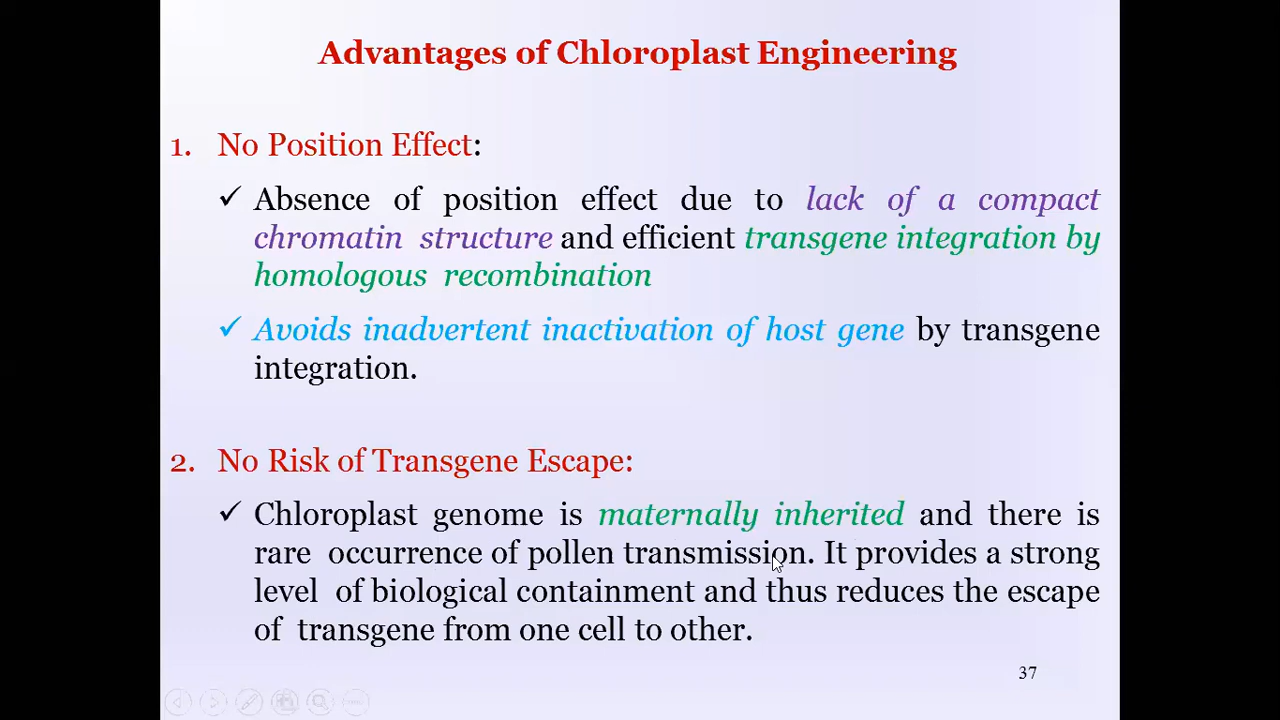 Advantages of Chloroplast Engineering
1. No Position Effect:
✓ Absence of position effect due to lack of a compact
chromatin structure and efficient transgene integration by
homologous recombination
✓ Avoids inadvertent inactivation of host gene by transgene
integration.
2. No Risk of Transgene Escape:
✓ Chloroplast genome is maternally inherited and there is
rare occurrence of pollen transmission. It provides a strong
level of biological containment and thus reduces the escape
of transgene from one cell to other.
37